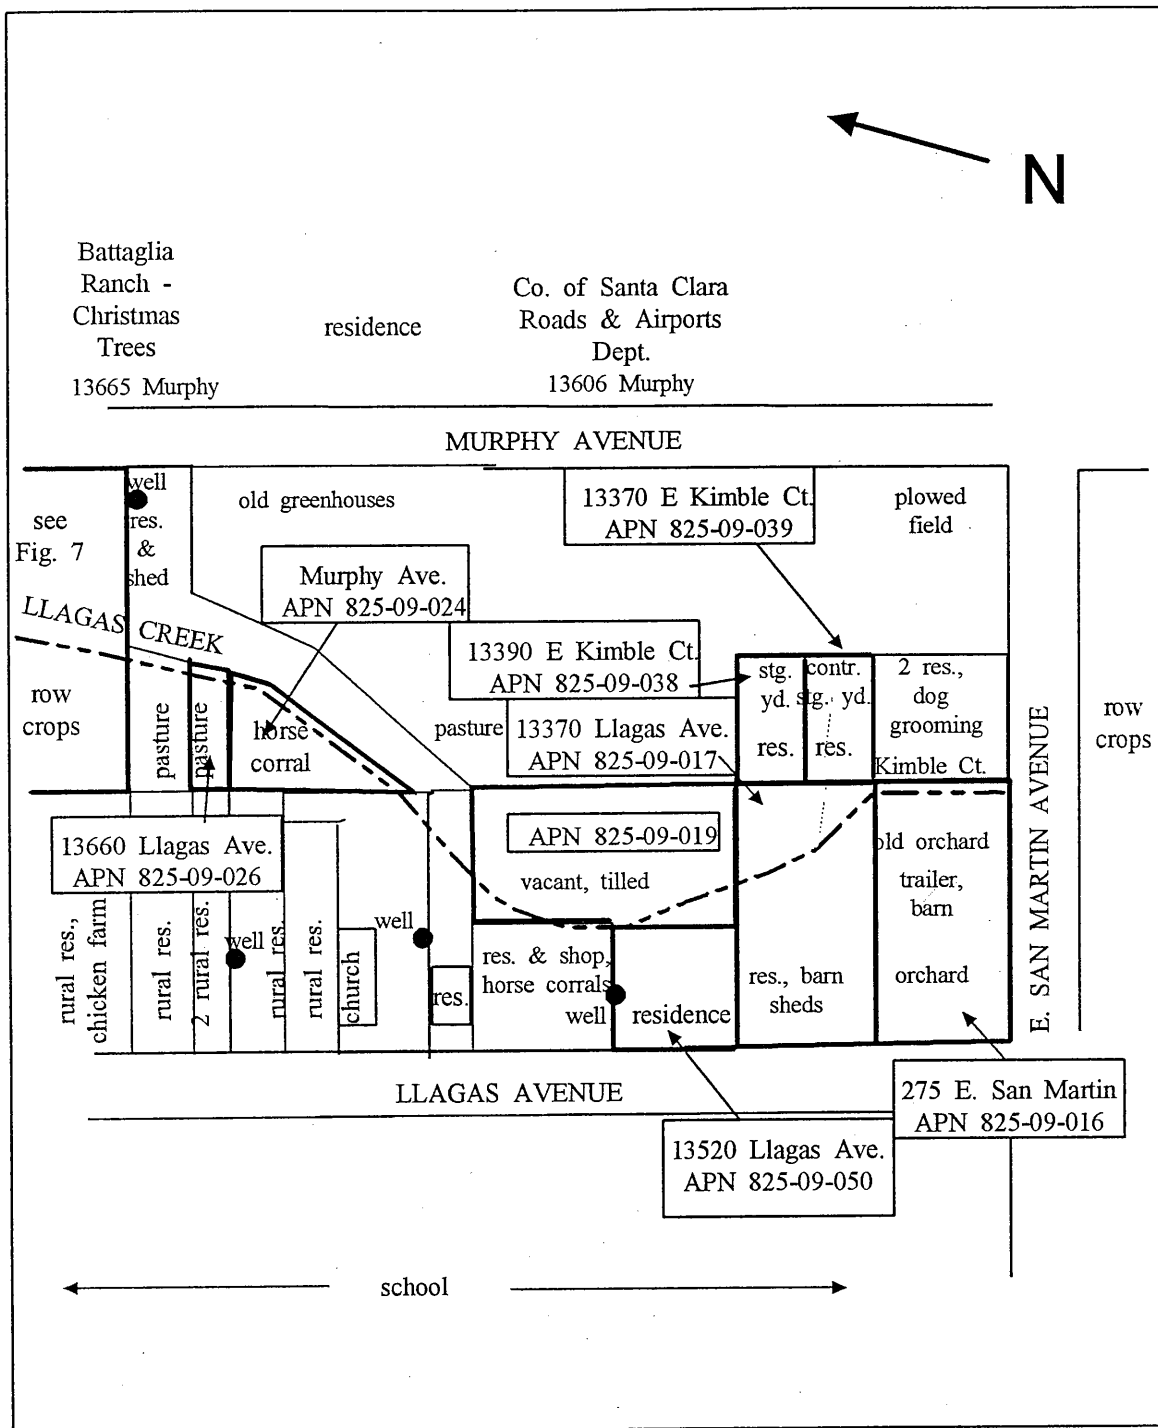 N
Battaglia
Ranch -
Christmas
Trees
13665 Murphy
residence
Co. of Santa Clara
Roads & Airports
Dept.
13606 Murphy
MURPHY AVENUE
see
Fig. 7
well
res.
&
shed
old greenhouses
13370 E Kimble Ct.
APN 825-09-039
plowed
field
Murphy Ave.
APN 825-09-024
LLAGAS CREEK
13390 E Kimble Ct.
APN 825-09-038
row
crops
pasture
pasture
horse
corral
pasture
13370 Llagas Ave.
APN 825-09-017
stg.
yd.
res.
contr.
stg. yd.
res.
2 res.,
dog
grooming
Kimble Ct.
E. SAN MARTIN AVENUE
row
crops
13660 Llagas Ave.
APN 825-09-026
APN 825-09-019
vacant, tilled
old orchard
trailer,
barn
orchard
rural res.,
chicken farm
rural res.
2 rural res.
well
rural res.
rural res.
church
well
res.
res. & shop,
horse corrals
well
residence
res., barn
sheds
LLAGAS AVENUE
275 E. San Martin
APN 825-09-016
13520 Llagas Ave.
APN 825-09-050
school